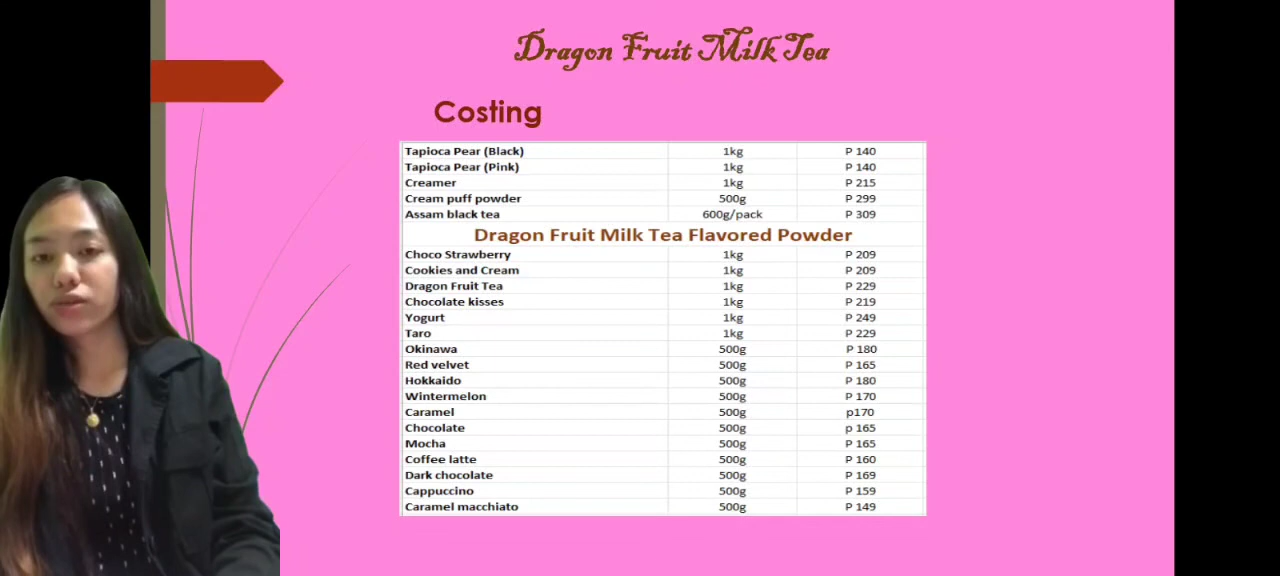 Dragon Fruit Milk Tea
Costing
Tapioca Pear (Black) 1kg P 140
Tapioca Pear (Pink) 1kg P 140
Creamer 1kg P 215
Cream puff powder 500g P 299
Assam black tea 600g/pack P 309
Dragon Fruit Milk Tea Flavored Powder
Choco Strawberry 1kg P 209
Cookies and Cream 1kg P 209
Dragon Fruit Tea 1kg P 229
Chocolate kisses 1kg P 219
Yogurt 1kg P 249
Taro 1kg P 229
Okinawa 500g P 180
Red velvet 500g P 165
Hokkaido 500g P 180
Wintermelon 500g P 170
Caramel 500g p170
Chocolate 500g p 165
Mocha 500g P 165
Coffee latte 500g P 160
Dark chocolate 500g P 169
Cappuccino 500g P 159
Caramel macchiato 500g P 149